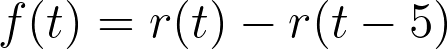 f(t) = r(t) − r(t − 5)